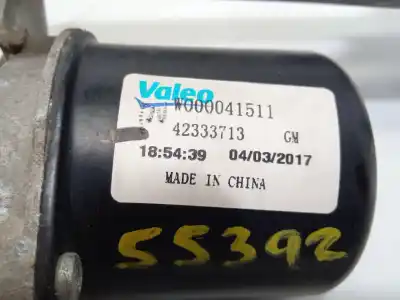 Valeo
W000041511
42333713 GM
18:54:39 04/03/2017
MADE IN CHINA
55392